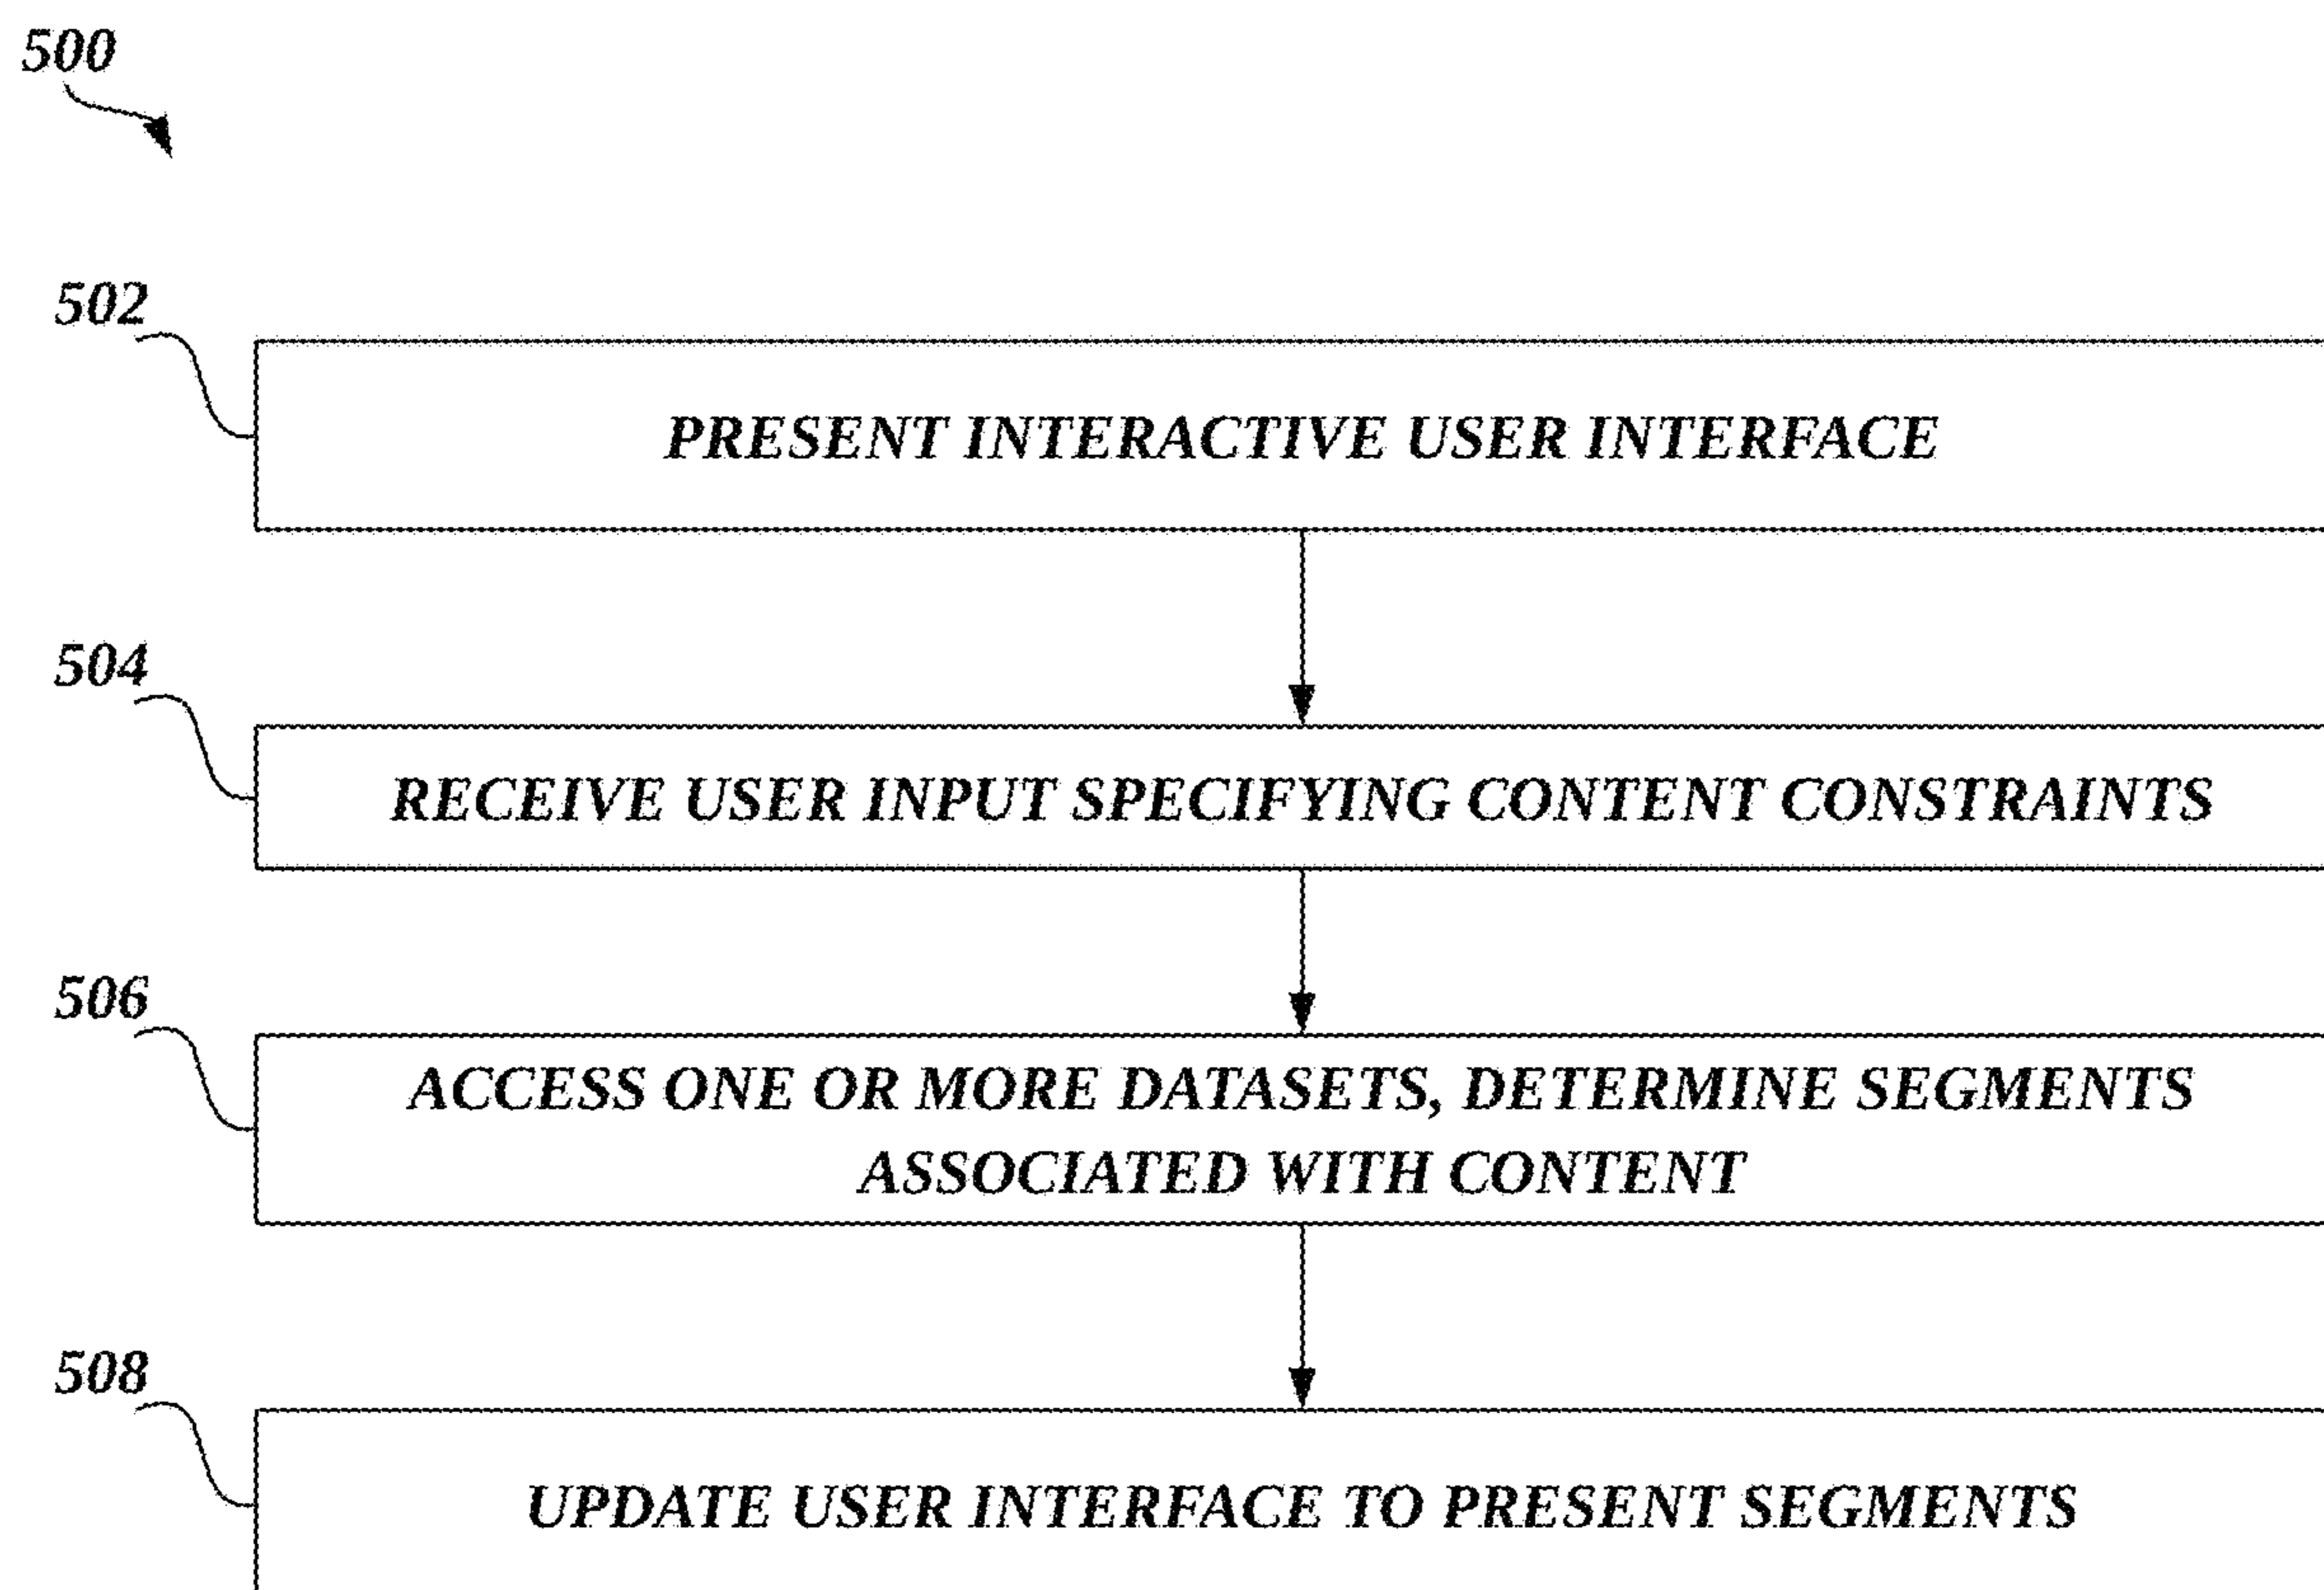 500
502
PRESENT INTERACTIVE USER INTERFACE
504
RECEIVE USER INPUT SPECIFYING CONTENT CONSTRAINTS
506
ACCESS ONE OR MORE DATASETS, DETERMINE SEGMENTS
ASSOCIATED WITH CONTENT
508
UPDATE USER INTERFACE TO PRESENT SEGMENTS